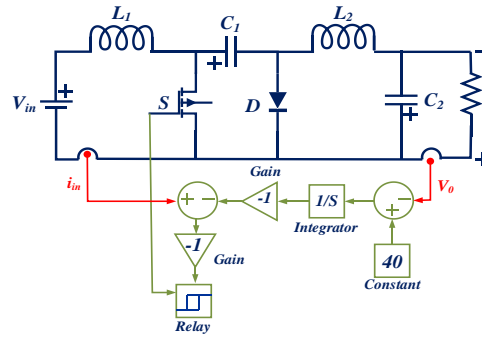 L1 C1 L2
Vin + + S D C2 + - +
iin V0
+ - Gain -1 1/S - +
Integrator
-1 Gain 40
Constant
Relay